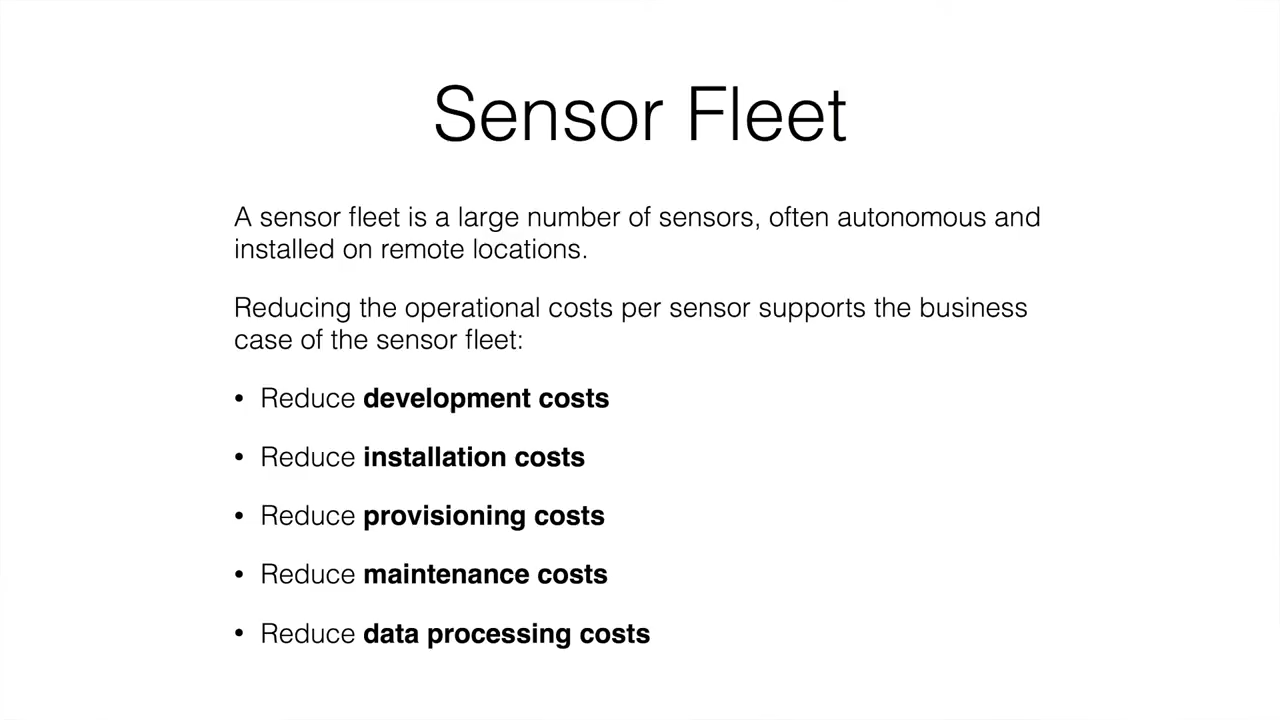 Sensor Fleet
A sensor fleet is a large number of sensors, often autonomous and
installed on remote locations.
Reducing the operational costs per sensor supports the business
case of the sensor fleet:
• Reduce development costs
• Reduce installation costs
• Reduce provisioning costs
• Reduce maintenance costs
• Reduce data processing costs